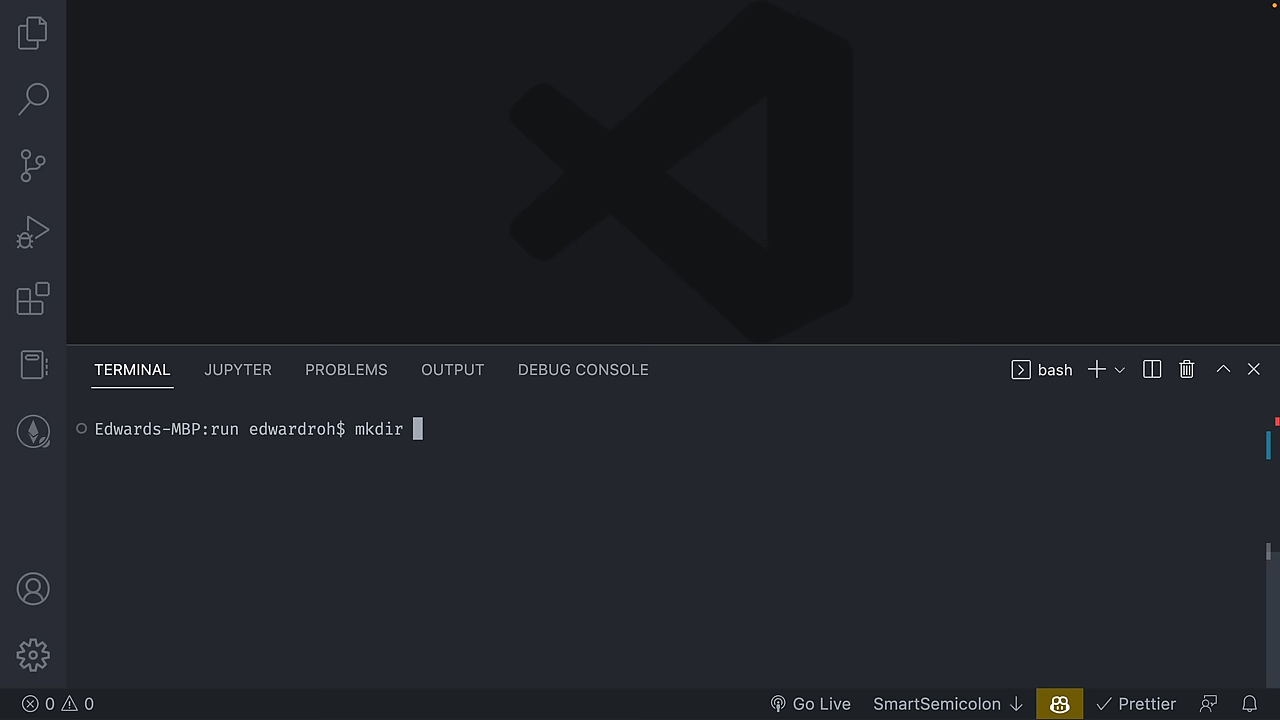 TERMINAL JUPYTER PROBLEMS OUTPUT DEBUG CONSOLE bash
Edwards-MBP:run edwardroh$ mkdir
0 0 Go Live SmartSemicolon ↓ Prettier